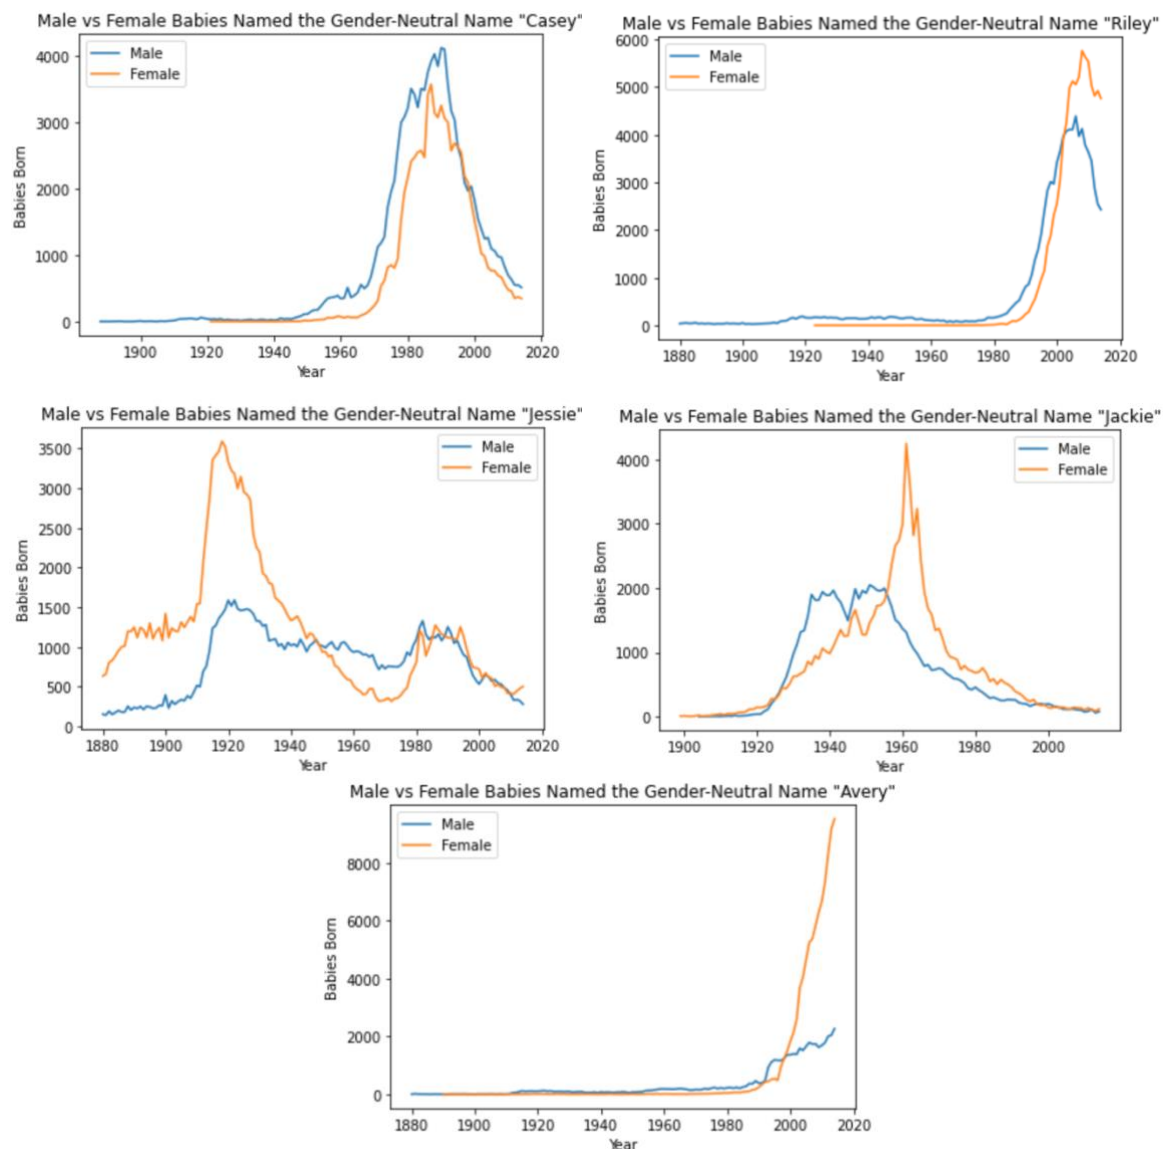 Male vs Female Babies Named the Gender-Neutral Name "Casey"
4000
3000
2000
1000
0
Babies Born
Male
Female
1900 1920 1940 1960 1980 2000 2020
Year
Male vs Female Babies Named the Gender-Neutral Name "Riley"
6000
5000
4000
3000
2000
1000
0
Babies Born
Male
Female
1880 1900 1920 1940 1960 1980 2000 2020
Year
Male vs Female Babies Named the Gender-Neutral Name "Jessie"
3500
3000
2500
2000
1500
1000
500
0
Babies Born
Male
Female
1880 1900 1920 1940 1960 1980 2000 2020
Year
Male vs Female Babies Named the Gender-Neutral Name "Jackie"
4000
3000
2000
1000
0
Babies Born
Male
Female
1900 1920 1940 1960 1980 2000
Year
Male vs Female Babies Named the Gender-Neutral Name "Avery"
8000
6000
4000
2000
0
Babies Born
Male
Female
1880 1900 1920 1940 1960 1980 2000 2020
Year